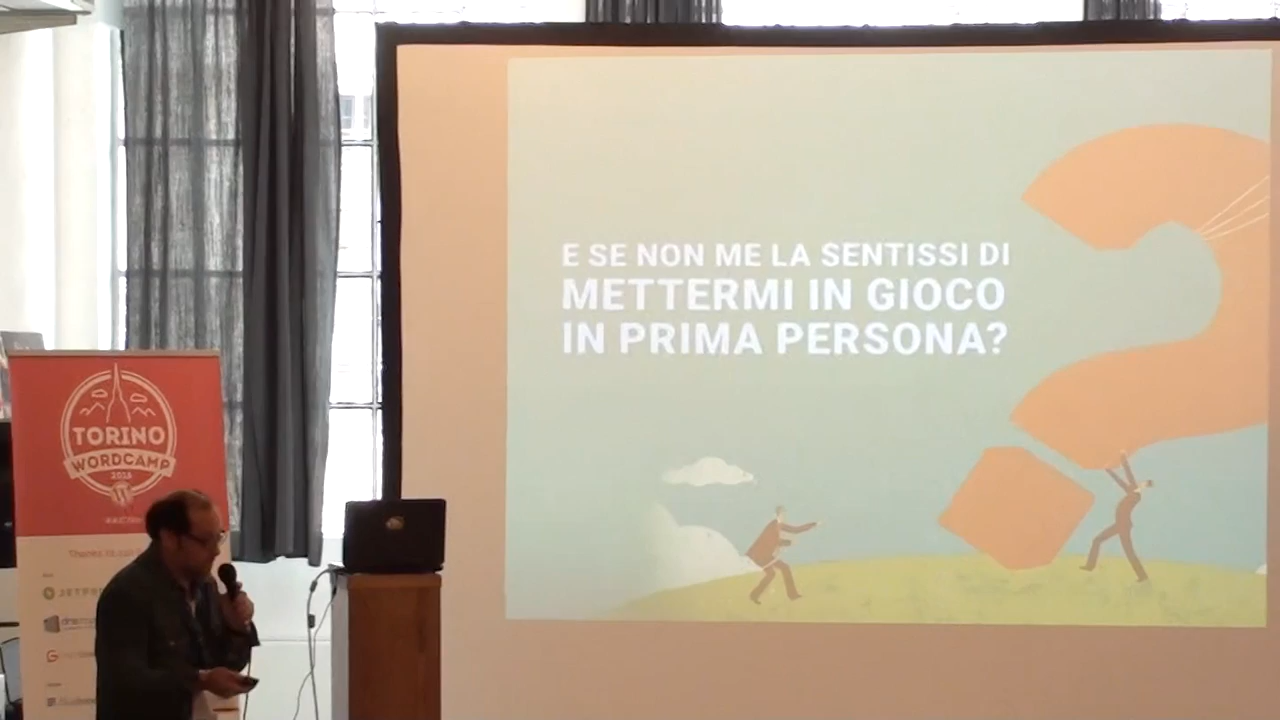 E SE NON ME LA SENTISSI DI
METTERMI IN GIOCO
IN PRIMA PERSONA?
TORINO
WORDCAMP
2016